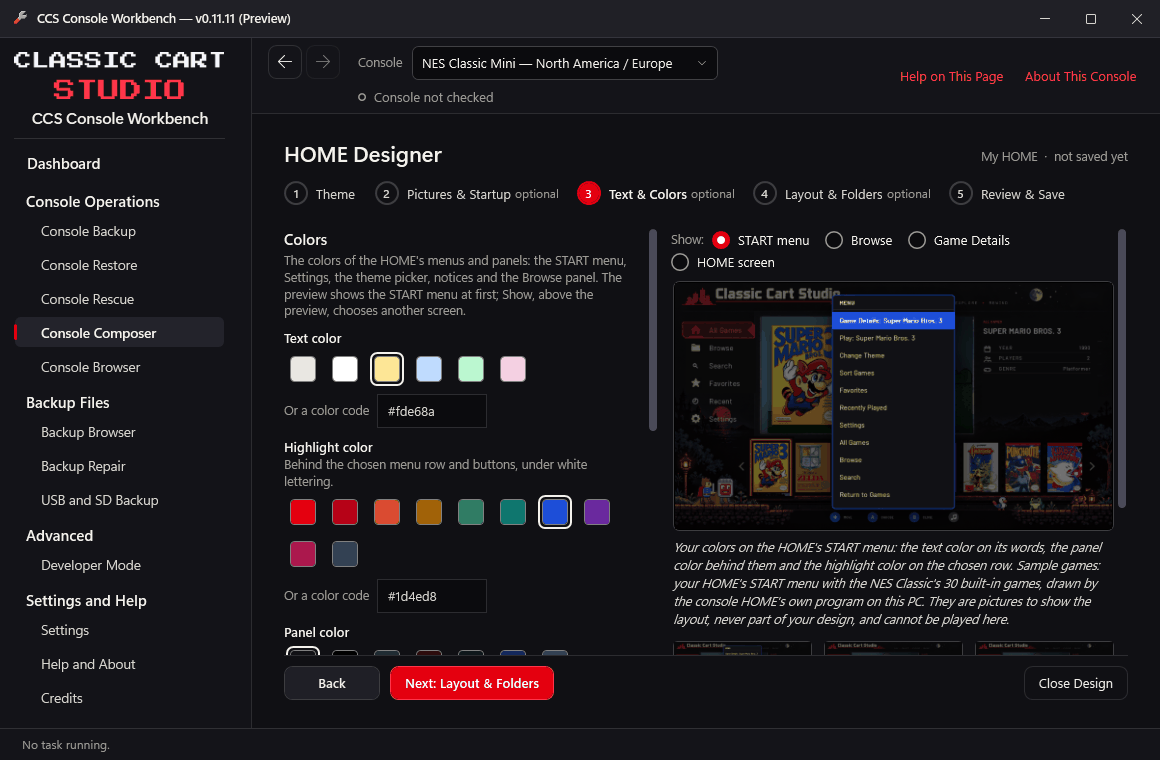 CCS Console Workbench — v0.11.11 (Preview)
CLASSIC CART
STUDIO
CCS Console Workbench
Dashboard
Console Operations
Console Backup
Console Restore
Console Rescue
Console Composer
Console Browser
Backup Files
Backup Browser
Backup Repair
USB and SD Backup
Advanced
Developer Mode
Settings and Help
Settings
Help and About
Credits
Console
NES Classic Mini — North America / Europe
Console not checked
Help on This Page
About This Console
HOME Designer
My HOME · not saved yet
1 Theme
2 Pictures & Startup optional
3 Text & Colors optional
4 Layout & Folders optional
5 Review & Save
Colors
The colors of the HOME's menus and panels: the START menu,
Settings, the theme picker, notices and the Browse panel. The
preview shows the START menu at first; Show, above the
preview, chooses another screen.
Text color
Or a color code #fde68a
Highlight color
Behind the chosen menu row and buttons, under white
lettering.
Or a color code #1d4ed8
Panel color
Show: START menu Browse Game Details
HOME screen
Classic Cart Studio
All Games
Browse
Search
Favorites
Recent
Settings
MENU
Game Details: Super Mario Bros. 3
Play: Super Mario Bros. 3
Change Theme
Sort Games
Favorites
Recently Played
Settings
All Games
Browse
Search
Return to Games
SUPER MARIO BROS. 3
YEAR
PLAYERS 2
GENRE Platformer
Your colors on the HOME's START menu: the text color on its words, the panel
color behind them and the highlight color on the chosen row. Sample games:
your HOME's START menu with the NES Classic's 30 built-in games, drawn by
the console HOME's own program on this PC. They are pictures to show the
layout, never part of your design, and cannot be played here.
Classic Cart Studio
Classic Cart Studio
Classic Cart Studio
Back
Next: Layout & Folders
Close Design
No task running.